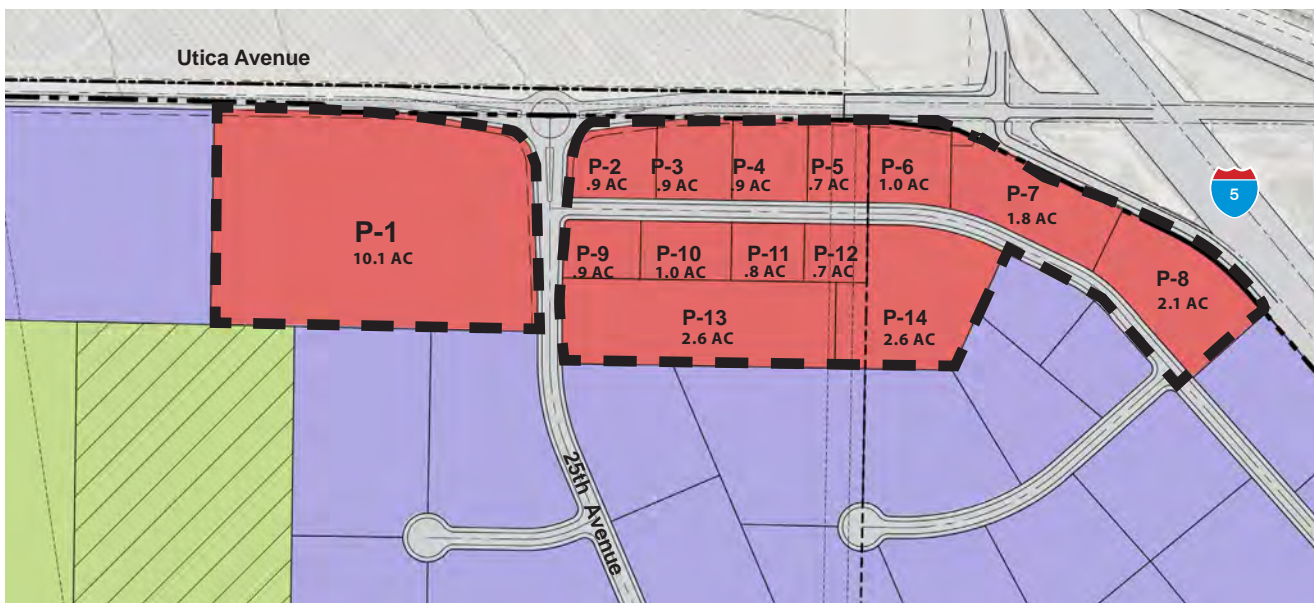 Utica Avenue
P-1
10.1 AC
P-2
.9 AC
P-3
.9 AC
P-4
.9 AC
P-5
.7 AC
P-6
1.0 AC
P-7
1.8 AC
P-8
2.1 AC
5
P-9
.9 AC
P-10
1.0 AC
P-11
.8 AC
P-12
.7 AC
P-13
2.6 AC
P-14
2.6 AC
25th Avenue